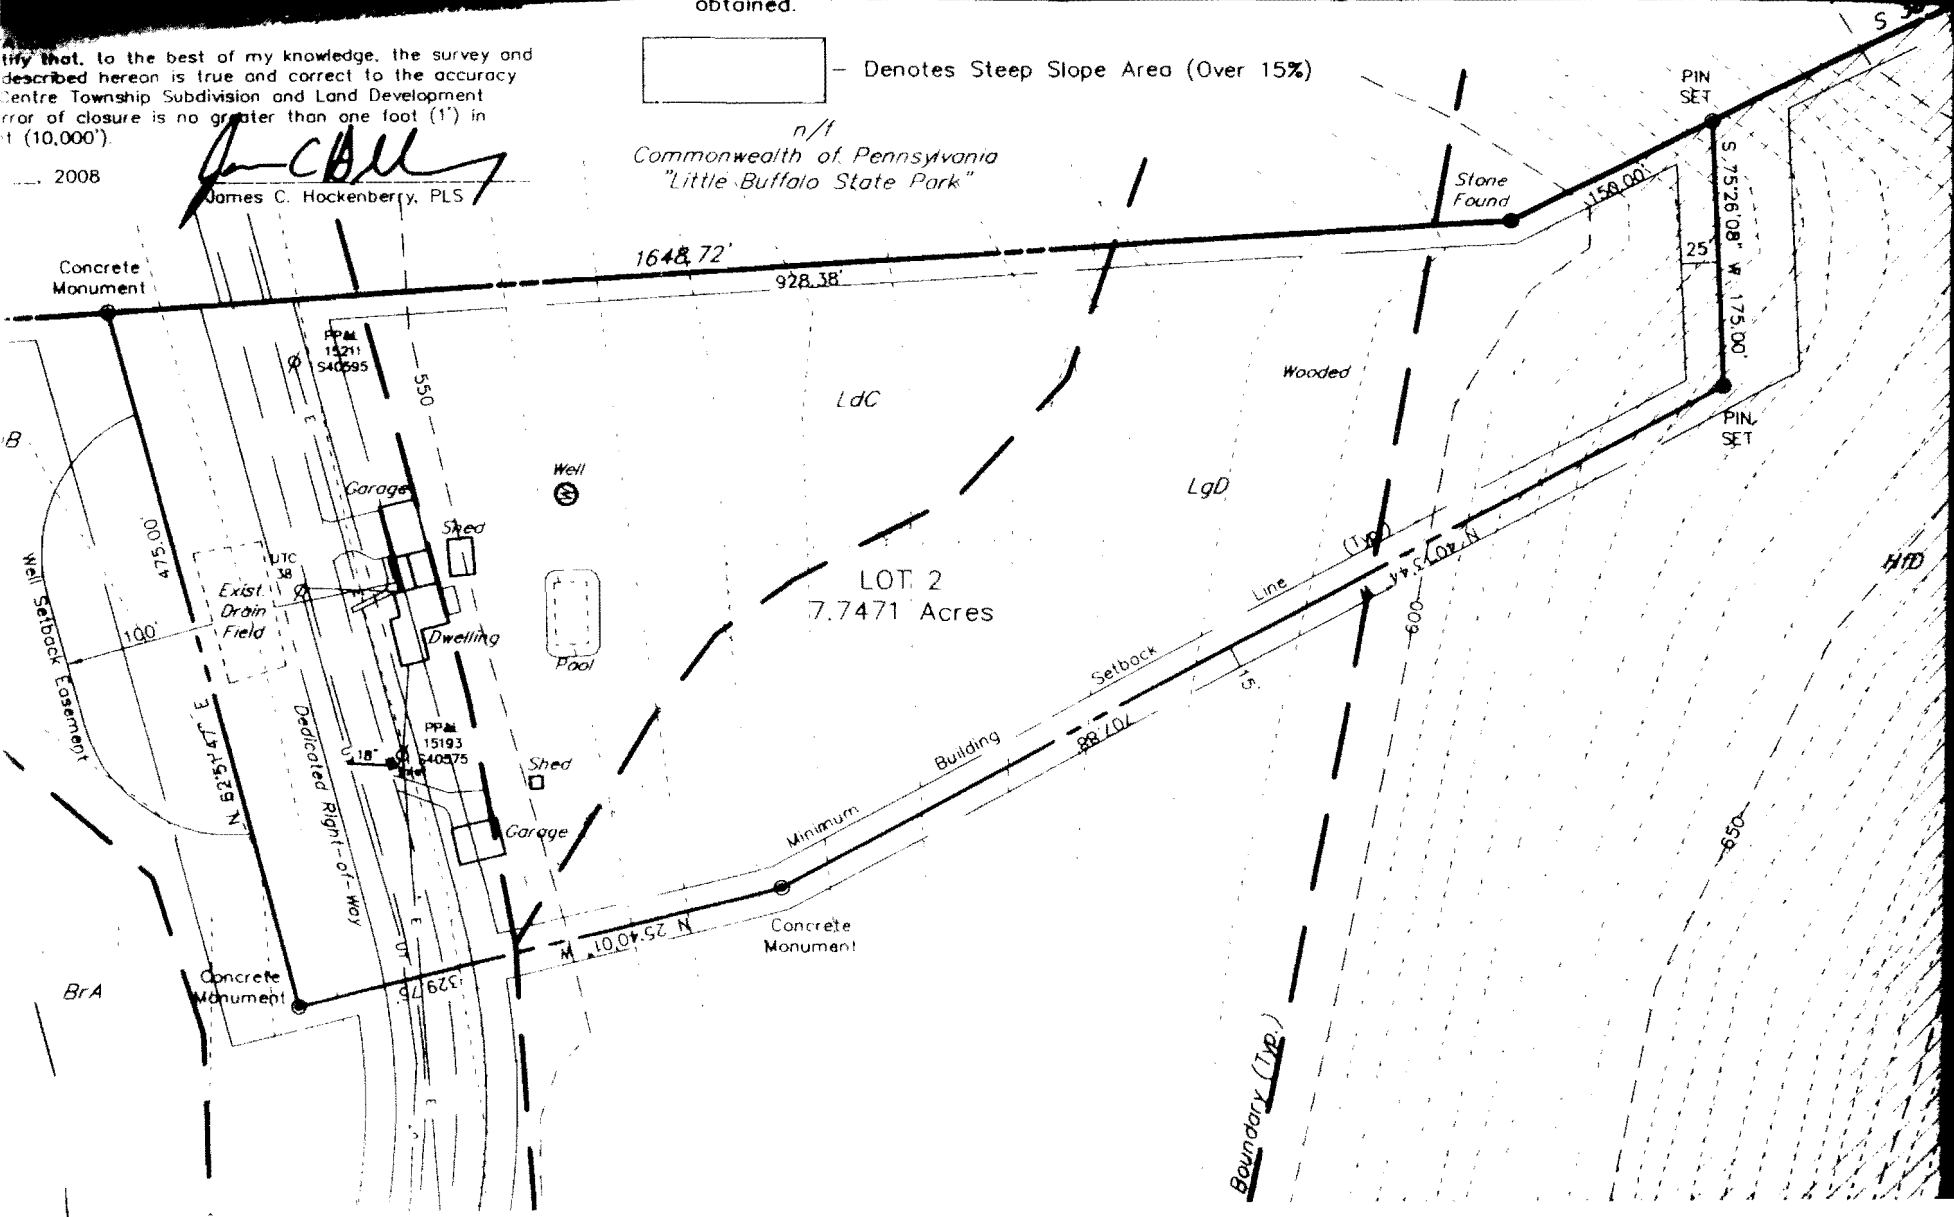 obtained.
tify that, to the best of my knowledge, the survey and
described hereon is true and correct to the accuracy
Centre Township Subdivision and Land Development
rror of closure is no greater than one foot (1') in
t (10,000').
2008
James C. Hockenberry, PLS
- Denotes Steep Slope Area (Over 15%)
n/f
Commonwealth of Pennsylvania
"Little Buffalo State Park"
PIN
SET
S
Stone
Found
150.00'
S 75°26'08" W 175.00'
25'
Concrete
Monument
1648.72'
928.38'
PP&L
15211
S40595
550
LdC
Wooded
PIN
SET
B
Well
W
Garage
Shed
LgD
475.00'
UTC
38
Exist.
Drain
Field
100'
Well Setback Easement
Dwelling
Pool
LOT 2
7.7471 Acres
(Typ.)
Line
Setback
Building
Minimum
600
HfD
15'
707.88'
N 62°51'47" E
Dedicated Right-of-Way
PP&L
15193
S40575
18"
Shed
Garage
650
N 25°40'01" W
329.75'
Concrete
Monument
Concrete
Monument
BrA
E
UT
E
UT
E
E
Boundary (Typ.)